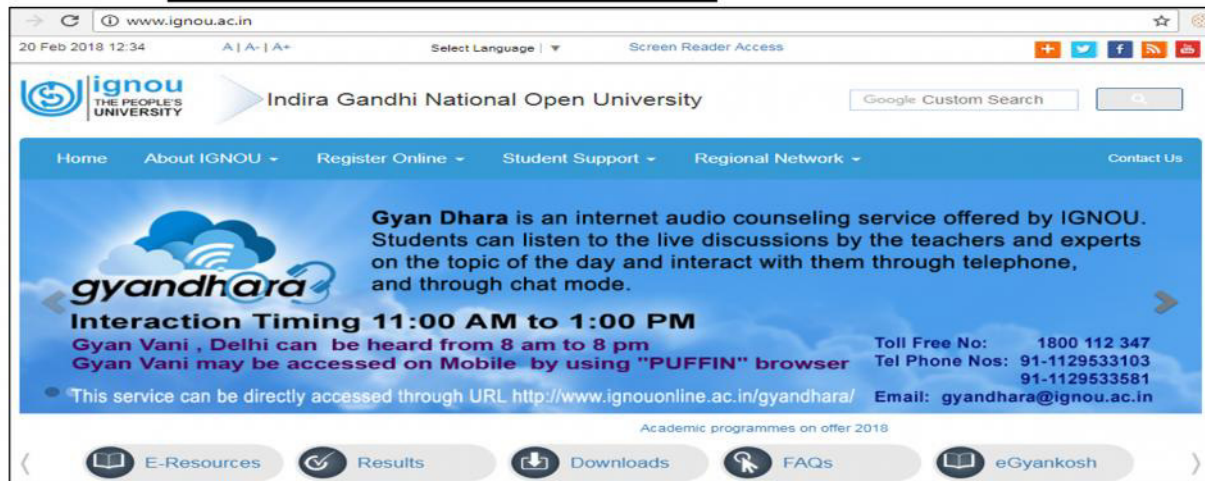 www.ignou.ac.in
20 Feb 2018 12:34 A | A- | A+ Select Language | ▼ Screen Reader Access
ignou
THE PEOPLE'S
UNIVERSITY
Indira Gandhi National Open University
Google Custom Search
Home About IGNOU Register Online Student Support Regional Network Contact Us
Gyan Dhara is an internet audio counseling service offered by IGNOU.
Students can listen to the live discussions by the teachers and experts
on the topic of the day and interact with them through telephone,
and through chat mode.
gyandhara
Interaction Timing 11:00 AM to 1:00 PM
Gyan Vani , Delhi can be heard from 8 am to 8 pm
Gyan Vani may be accessed on Mobile by using "PUFFIN" browser
This service can be directly accessed through URL http://www.ignouonline.ac.in/gyandhara/
Toll Free No: 1800 112 347
Tel Phone Nos: 91-1129533103
91-1129533581
Email: gyandhara@ignou.ac.in
Academic programmes on offer 2018
E-Resources Results Downloads FAQs eGyankosh